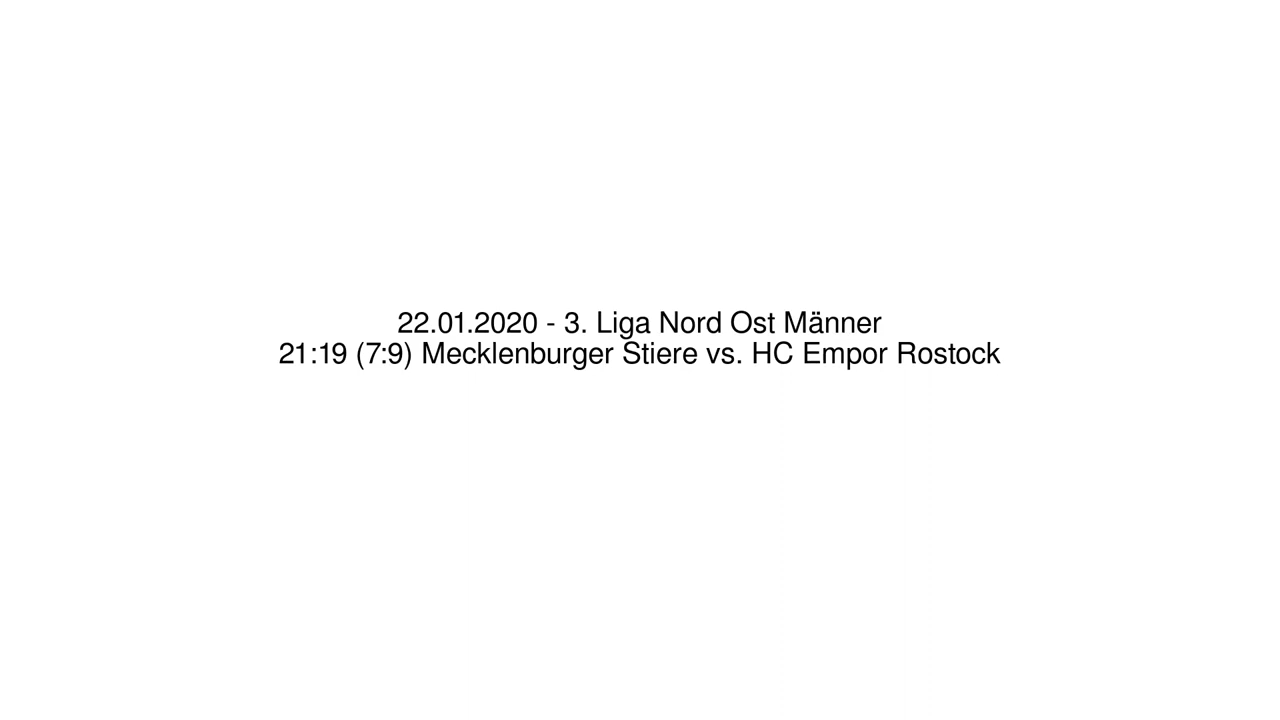 22.01.2020 - 3. Liga Nord Ost Männer
21:19 (7:9) Mecklenburger Stiere vs. HC Empor Rostock